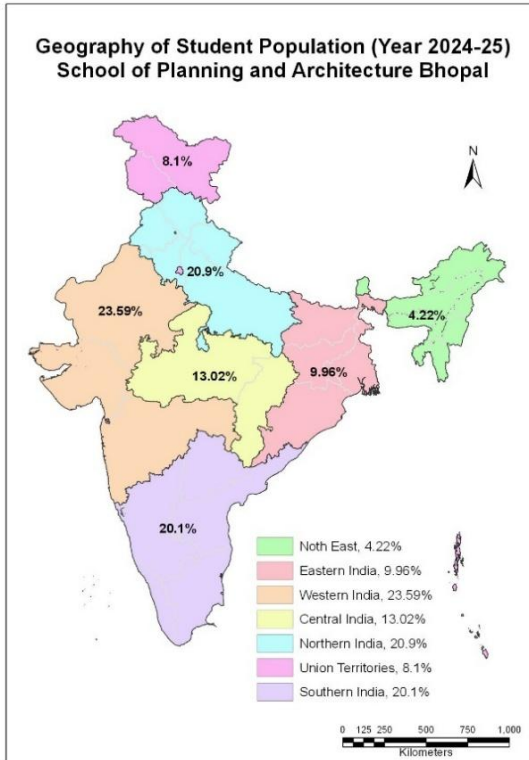 Geography of Student Population (Year 2024-25)
School of Planning and Architecture Bhopal
N
8.1%
20.9%
23.59%
4.22%
13.02%
9.96%
20.1%
Noth East, 4.22%
Eastern India, 9.96%
Western India, 23.59%
Central India, 13.02%
Northern India, 20.9%
Union Territories, 8.1%
Southern India, 20.1%
0 125 250 500 750 1,000
Kilometers